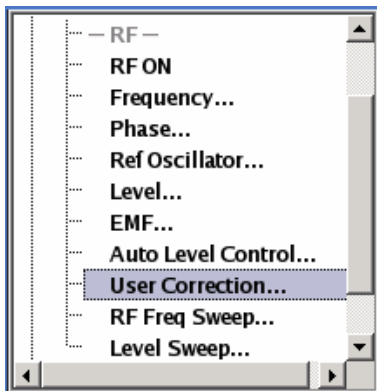 – RF –
RF ON
Frequency...
Phase...
Ref Oscillator...
Level...
EMF...
Auto Level Control...
User Correction...
RF Freq Sweep...
Level Sweep...